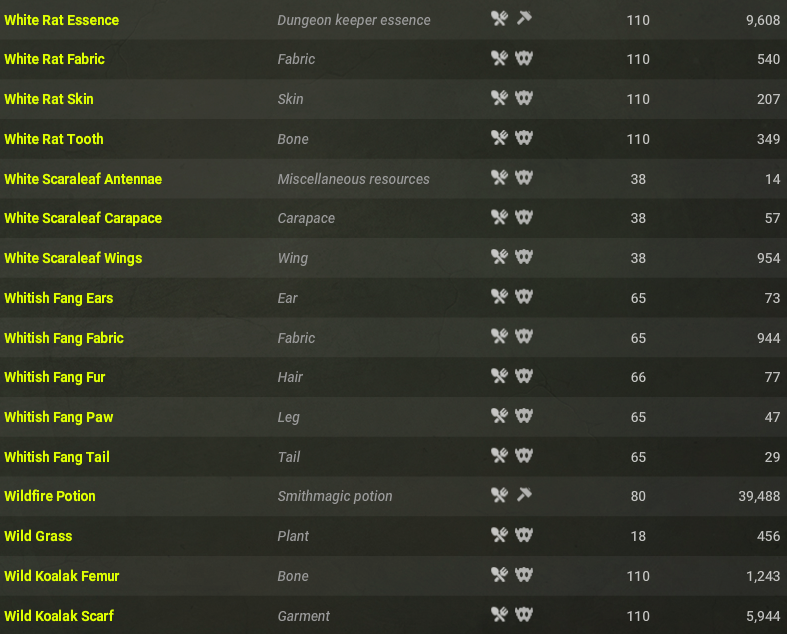 White Rat Essence Dungeon keeper essence 110 9,608
White Rat Fabric Fabric 110 540
White Rat Skin Skin 110 207
White Rat Tooth Bone 110 349
White Scaraleaf Antennae Miscellaneous resources 38 14
White Scaraleaf Carapace Carapace 38 57
White Scaraleaf Wings Wing 38 954
Whitish Fang Ears Ear 65 73
Whitish Fang Fabric Fabric 65 944
Whitish Fang Fur Hair 66 77
Whitish Fang Paw Leg 65 47
Whitish Fang Tail Tail 65 29
Wildfire Potion Smithmagic potion 80 39,488
Wild Grass Plant 18 456
Wild Koalak Femur Bone 110 1,243
Wild Koalak Scarf Garment 110 5,944